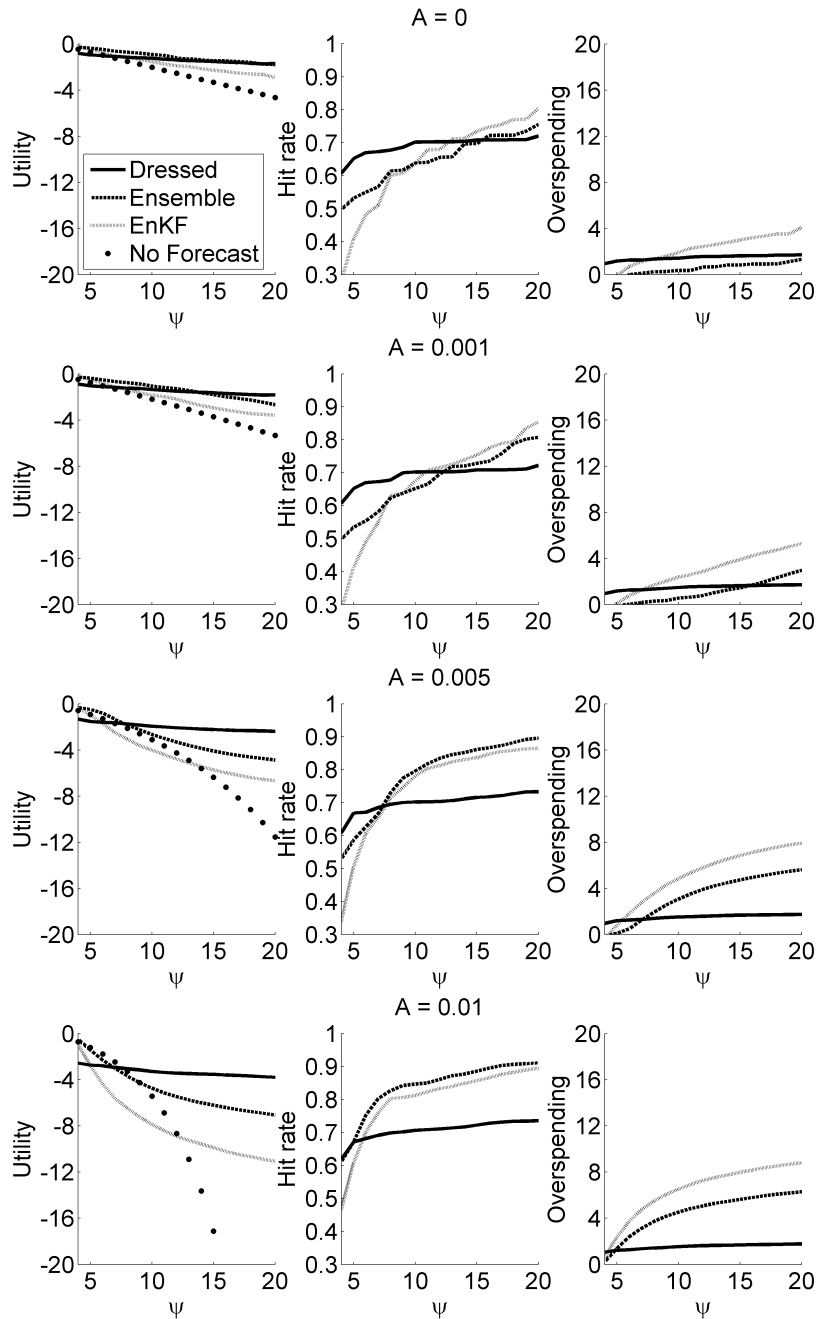 A = 0
0
-4
-8
-12
-16
-20
Utility
Dressed
Ensemble
EnKF
No Forecast
5 10 15 20
ψ
1
0.9
0.8
0.7
0.6
0.5
0.4
0.3
Hit rate
5 10 15 20
ψ
20
16
12
8
4
0
Overspending
5 10 15 20
ψ
A = 0.001
0
-4
-8
-12
-16
-20
Utility
5 10 15 20
ψ
1
0.9
0.8
0.7
0.6
0.5
0.4
0.3
Hit rate
5 10 15 20
ψ
20
16
12
8
4
0
Overspending
5 10 15 20
ψ
A = 0.005
0
-4
-8
-12
-16
-20
Utility
5 10 15 20
ψ
1
0.9
0.8
0.7
0.6
0.5
0.4
0.3
Hit rate
5 10 15 20
ψ
20
16
12
8
4
0
Overspending
5 10 15 20
ψ
A = 0.01
0
-4
-8
-12
-16
-20
Utility
5 10 15 20
ψ
1
0.9
0.8
0.7
0.6
0.5
0.4
0.3
Hit rate
5 10 15 20
ψ
20
16
12
8
4
0
Overspending
5 10 15 20
ψ